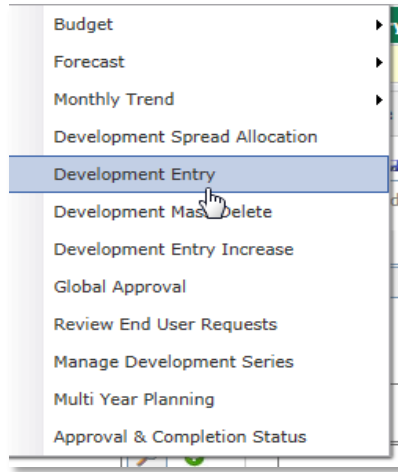 Budget
Forecast
Monthly Trend
Development Spread Allocation
Development Entry
Development Mass Delete
Development Entry Increase
Global Approval
Review End User Requests
Manage Development Series
Multi Year Planning
Approval & Completion Status